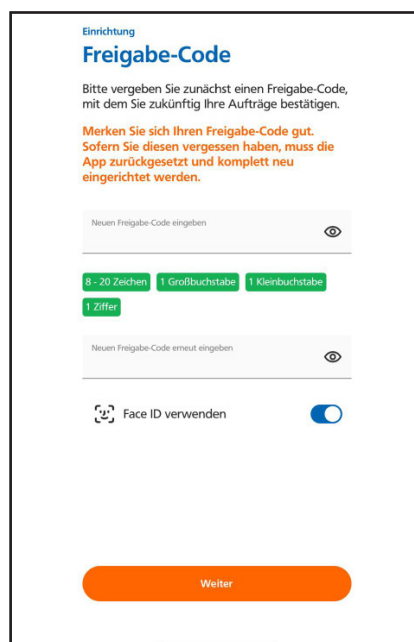 Einrichtung
Freigabe-Code
Bitte vergeben Sie zunächst einen Freigabe-Code,
mit dem Sie zukünftig Ihre Aufträge bestätigen.
Merken Sie sich Ihren Freigabe-Code gut.
Sofern Sie diesen vergessen haben, muss die
App zurückgesetzt und komplett neu
eingerichtet werden.
Neuen Freigabe-Code eingeben
8 - 20 Zeichen 1 Großbuchstabe 1 Kleinbuchstabe
1 Ziffer
Neuen Freigabe-Code erneut eingeben
Face ID verwenden
Weiter